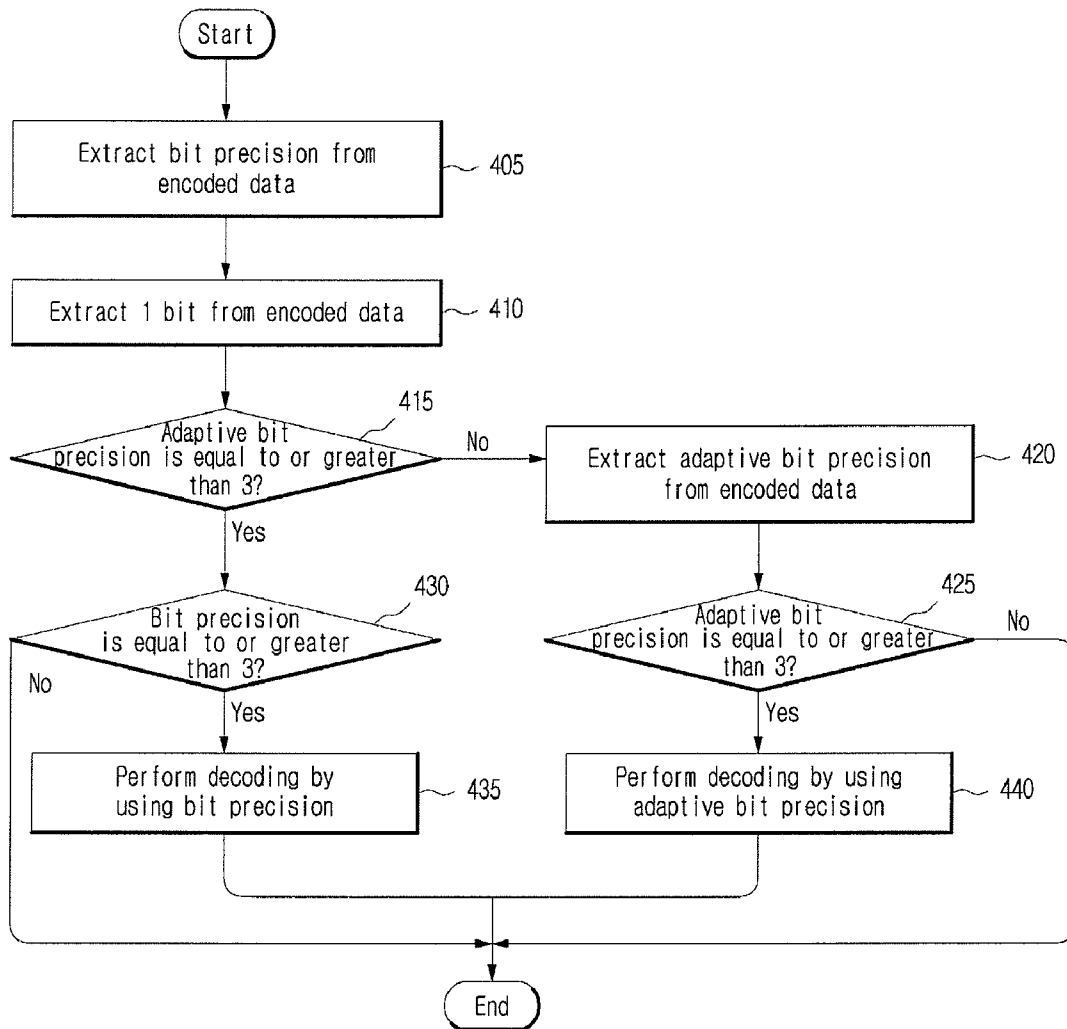 Start
Extract bit precision from
encoded data
405
Extract 1 bit from encoded data
410
415
Adaptive bit
precision is equal to or greater
than 3?
No
Yes
Extract adaptive bit precision
from encoded data
420
430
Bit precision
is equal to or greater
than 3?
No
Yes
425
Adaptive bit
precision is equal to or greater
than 3?
No
Yes
Perform decoding by
using bit precision
435
Perform decoding by using
adaptive bit precision
440
End